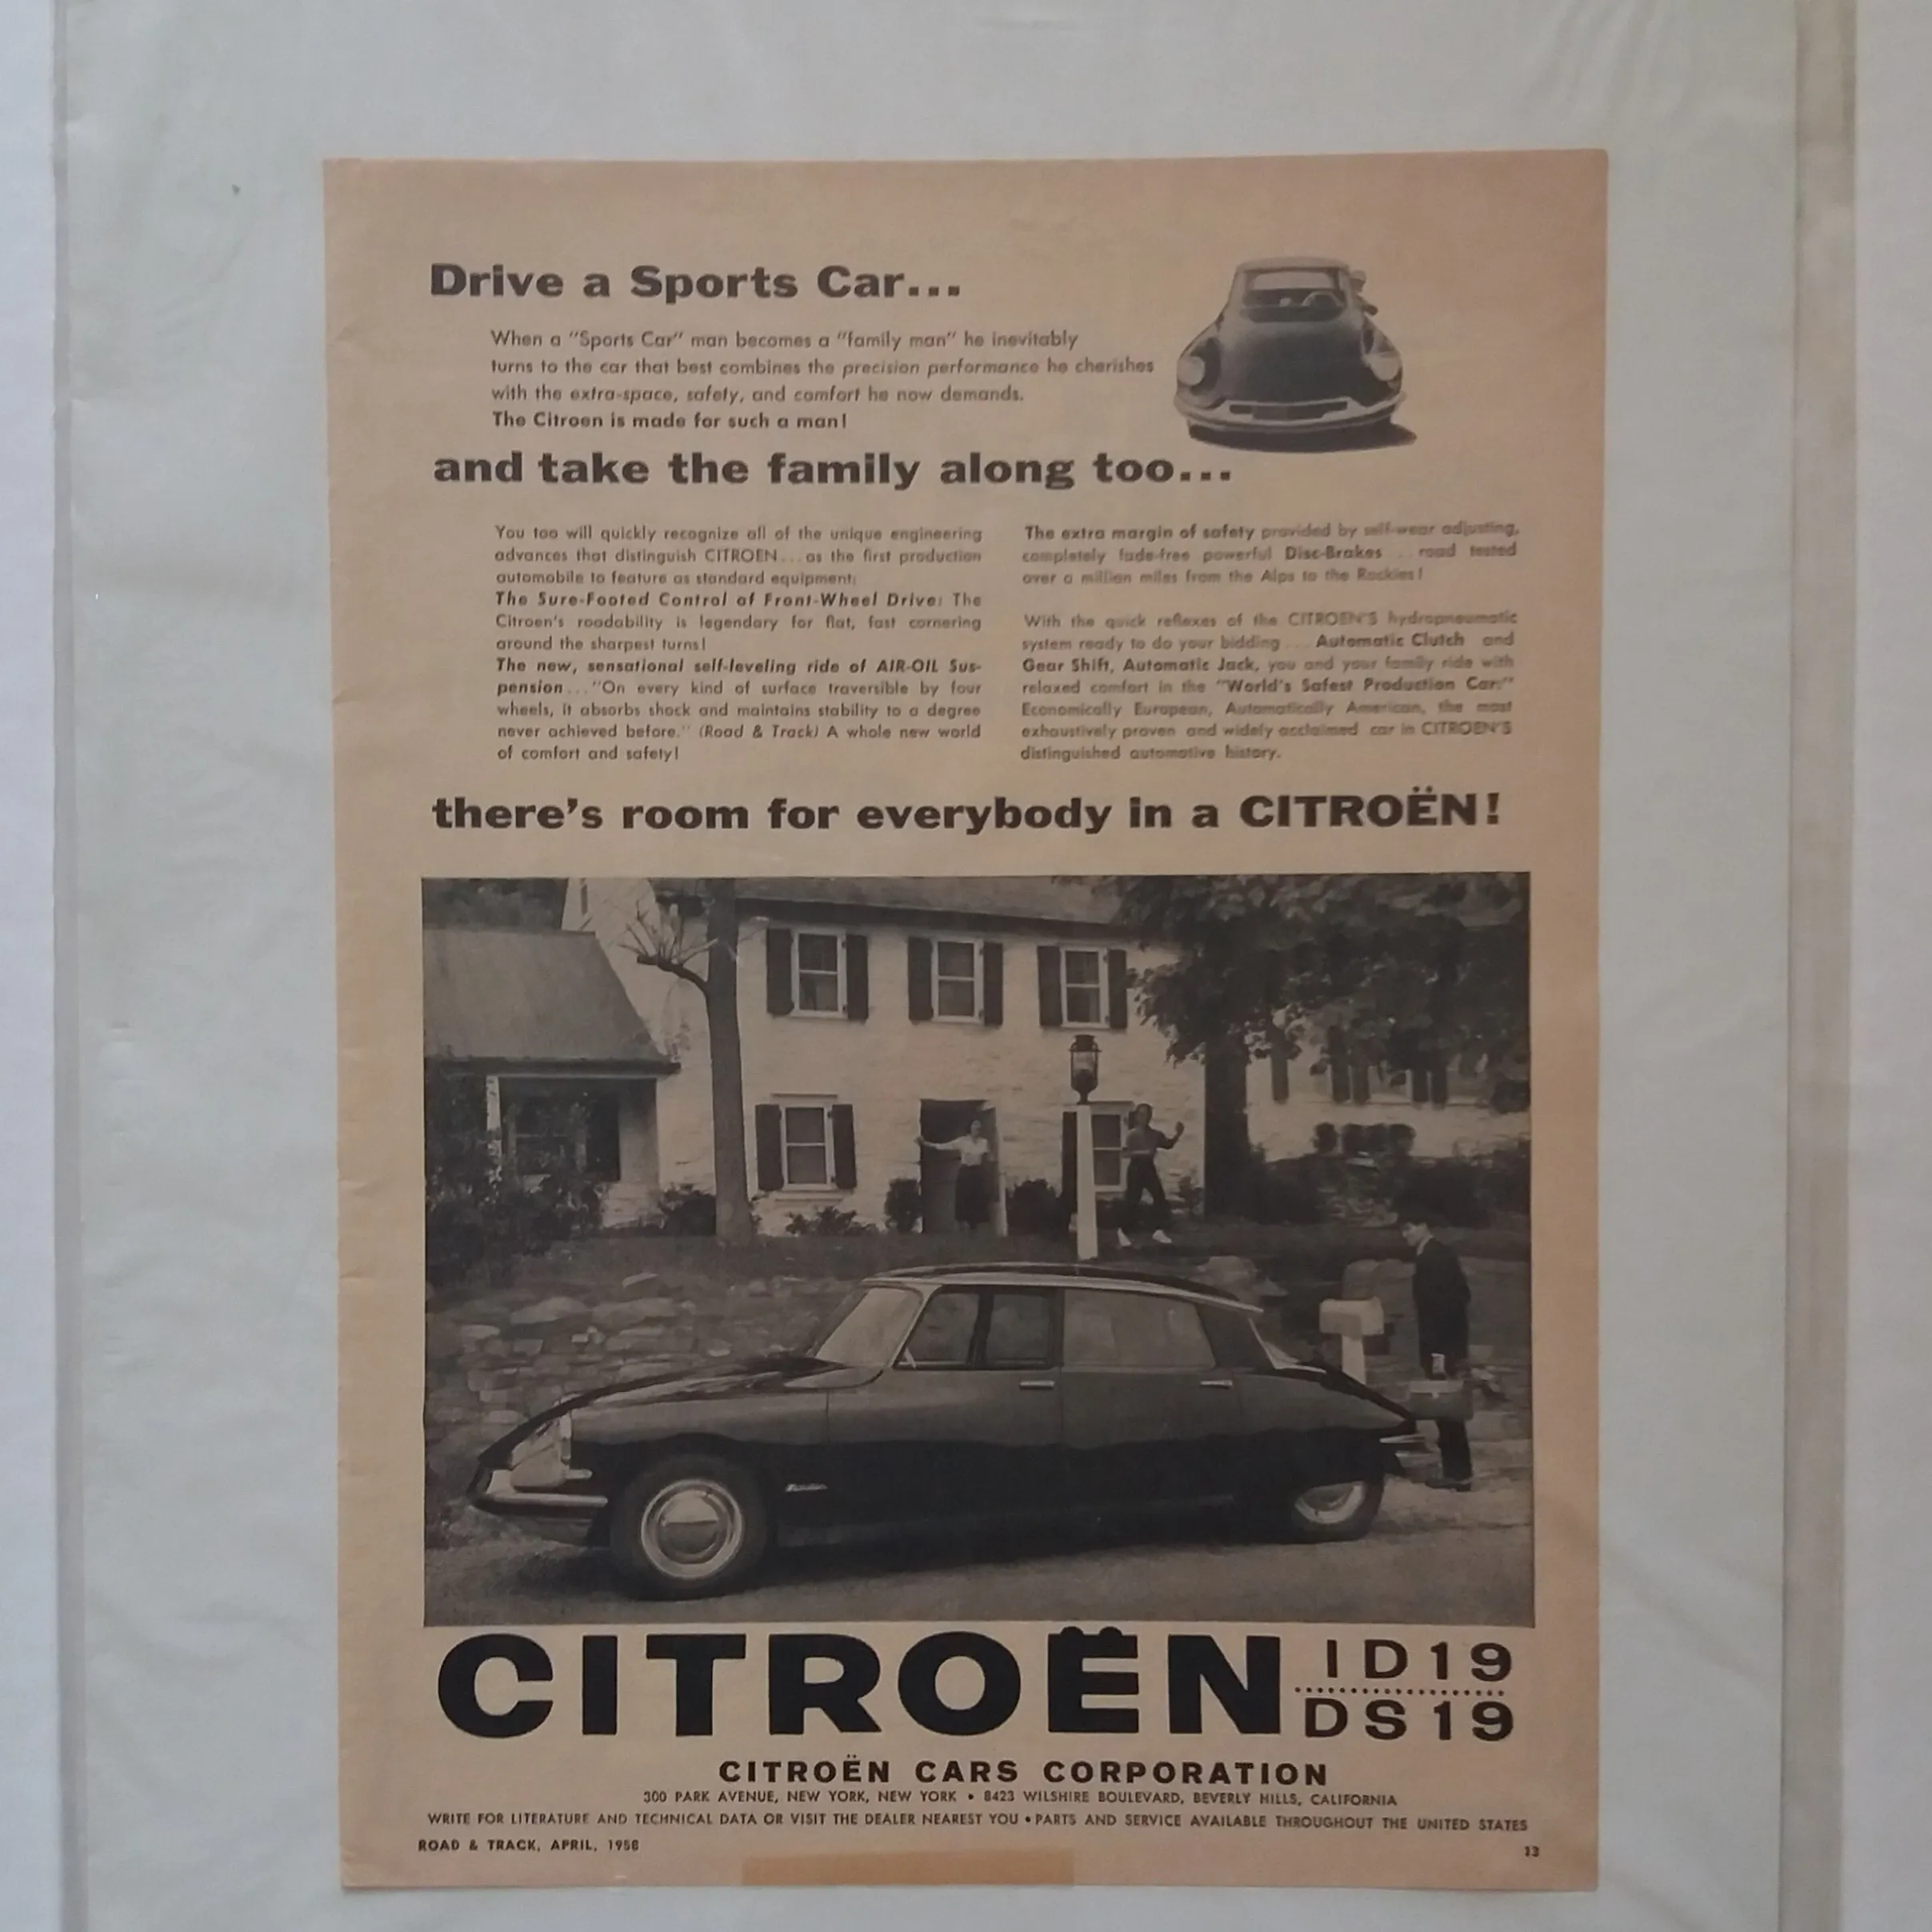 Drive a Sports Car...
When a "Sports Car" man becomes a "family man" he inevitably
turns to the car that best combines the precision performance he cherishes
with the extra-space, safety, and comfort he now demands.
The Citroen is made for such a man!
and take the family along too...
You too will quickly recognize all of the unique engineering
advances that distinguish CITROEN...as the first production
automobile to feature as standard equipment:
The Sure-Footed Control of Front-Wheel Drive: The
Citroen's roadability is legendary for flat, fast cornering
around the sharpest turns!
The new, sensational self-leveling ride of AIR-OIL Sus-
pension..."On every kind of surface traversible by four
wheels, it absorbs shock and maintains stability to a degree
never achieved before." (Road & Track) A whole new world
of comfort and safety!
The extra margin of safety provided by self-wear adjusting,
completely fade-free powerful Disc-Brakes ... road tested
over a million miles from the Alps to the Rockies!
With the quick reflexes of the CITROEN'S hydropneumatic
system ready to do your bidding ... Automatic Clutch and
Gear Shift, Automatic Jack, you and your family ride with
relaxed comfort in the "World's Safest Production Car."
Economically European, Automatically American, the most
exhaustively proven and widely acclaimed car in CITROEN'S
distinguished automotive history.
there's room for everybody in a CITROËN!
CITROËN ID19
DS19
CITROËN CARS CORPORATION
300 PARK AVENUE, NEW YORK, NEW YORK • 8423 WILSHIRE BOULEVARD, BEVERLY HILLS, CALIFORNIA
WRITE FOR LITERATURE AND TECHNICAL DATA OR VISIT THE DEALER NEAREST YOU • PARTS AND SERVICE AVAILABLE THROUGHOUT THE UNITED STATES
ROAD & TRACK, APRIL, 1958
13